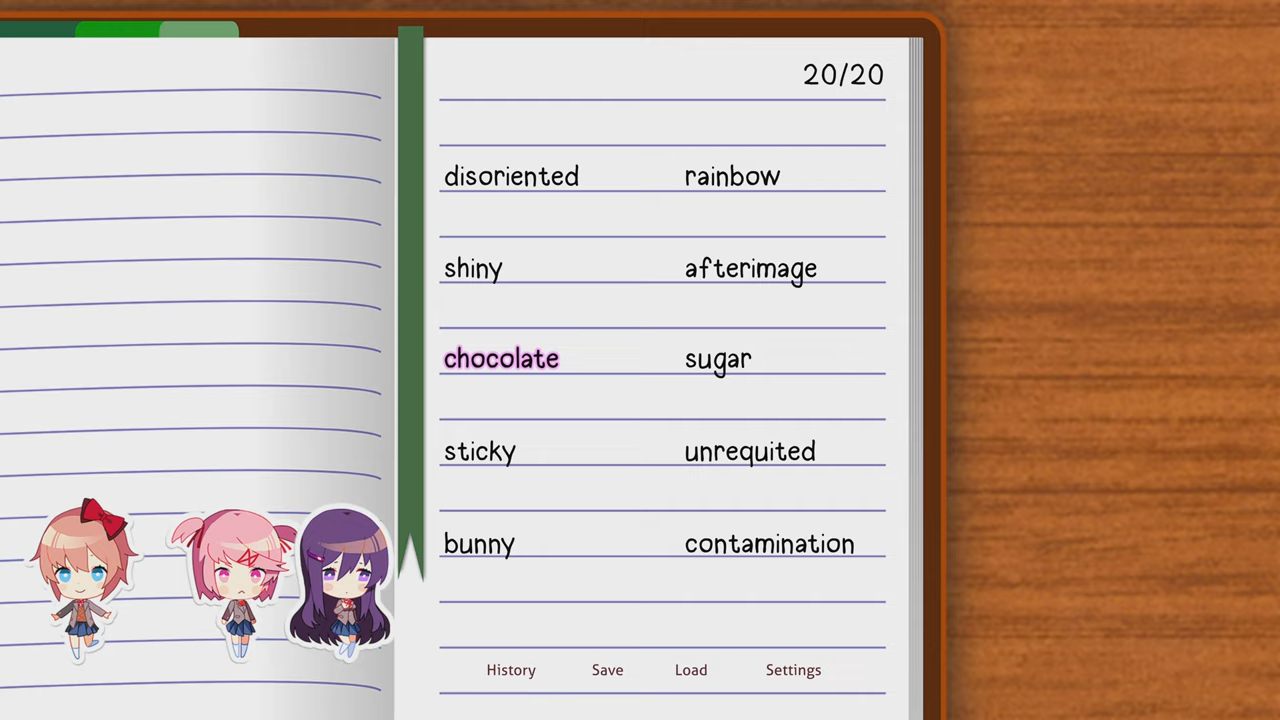 20/20
disoriented rainbow
shiny afterimage
chocolate sugar
sticky unrequited
bunny contamination
History Save Load Settings